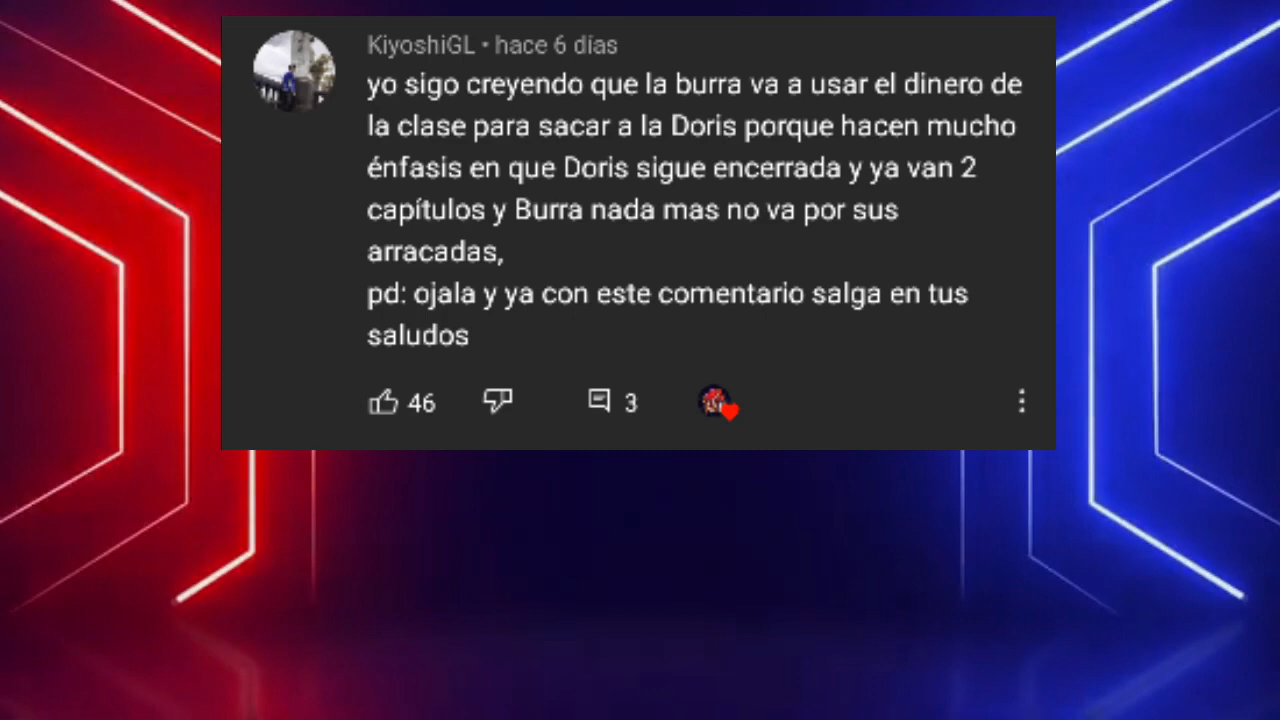 KiyoshiGL • hace 6 días
yo sigo creyendo que la burra va a usar el dinero de
la clase para sacar a la Doris porque hacen mucho
énfasis en que Doris sigue encerrada y ya van 2
capítulos y Burra nada mas no va por sus
arracadas,
pd: ojala y ya con este comentario salga en tus
saludos
46 3